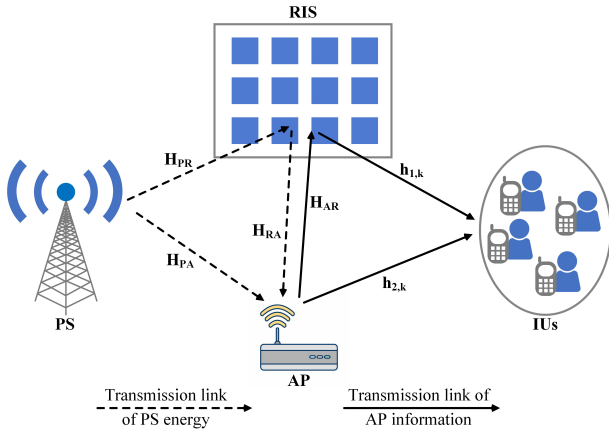 RIS
H_PR
H_RA
H_AR
h_1,k
H_PA
h_2,k
PS
AP
IUs
Transmission link
of PS energy
Transmission link of
AP information